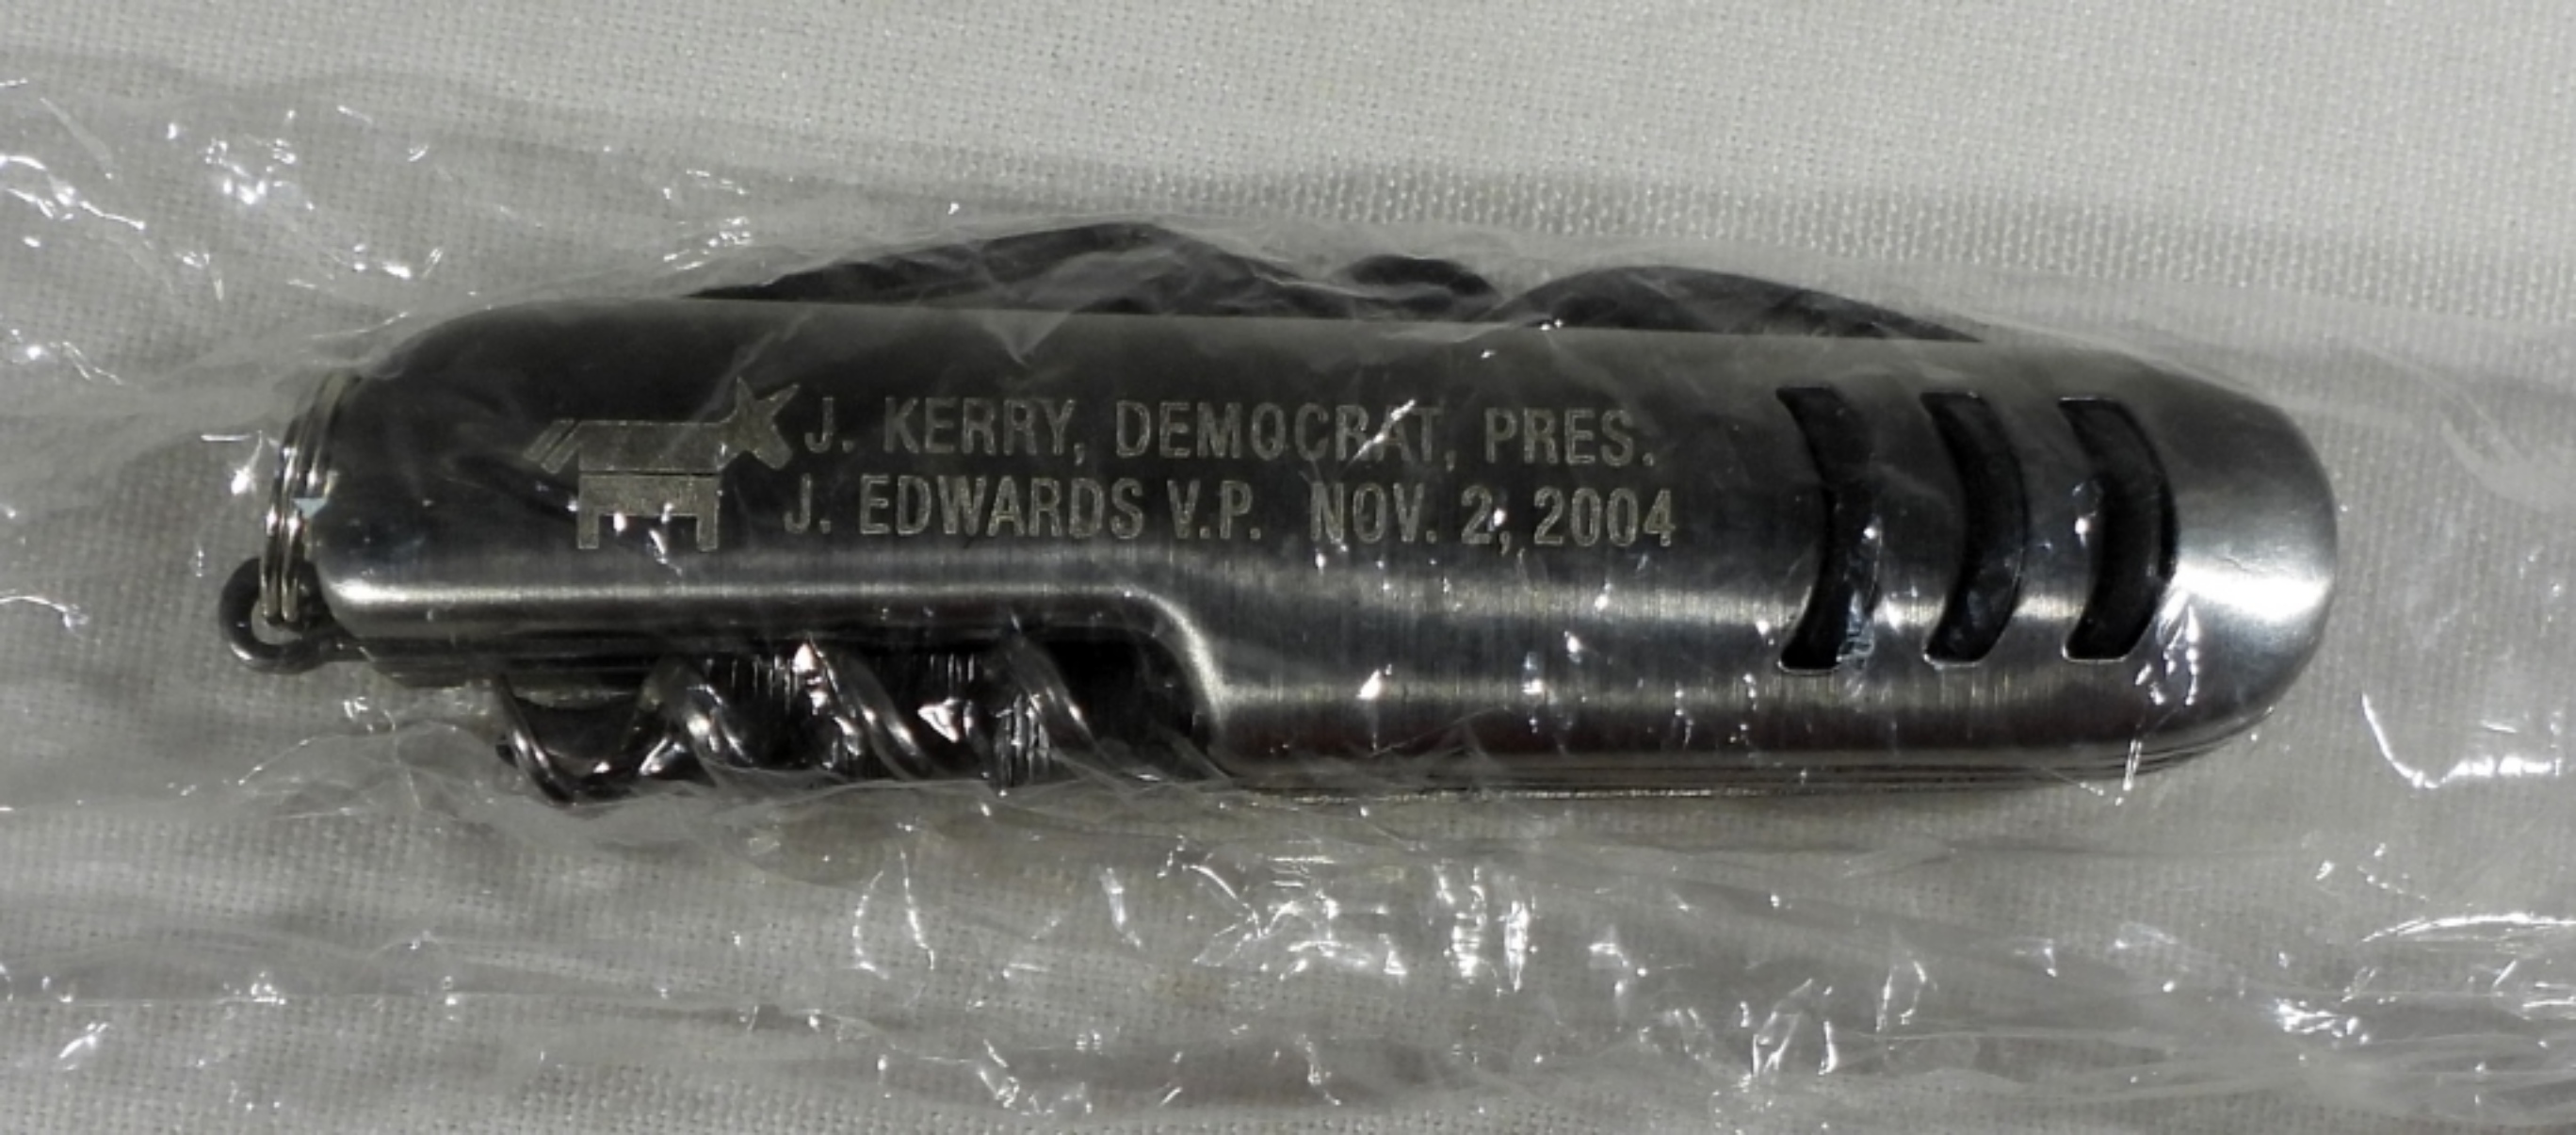 J. KERRY, DEMOCRAT, PRES.
J. EDWARDS V.P. NOV. 2, 2004